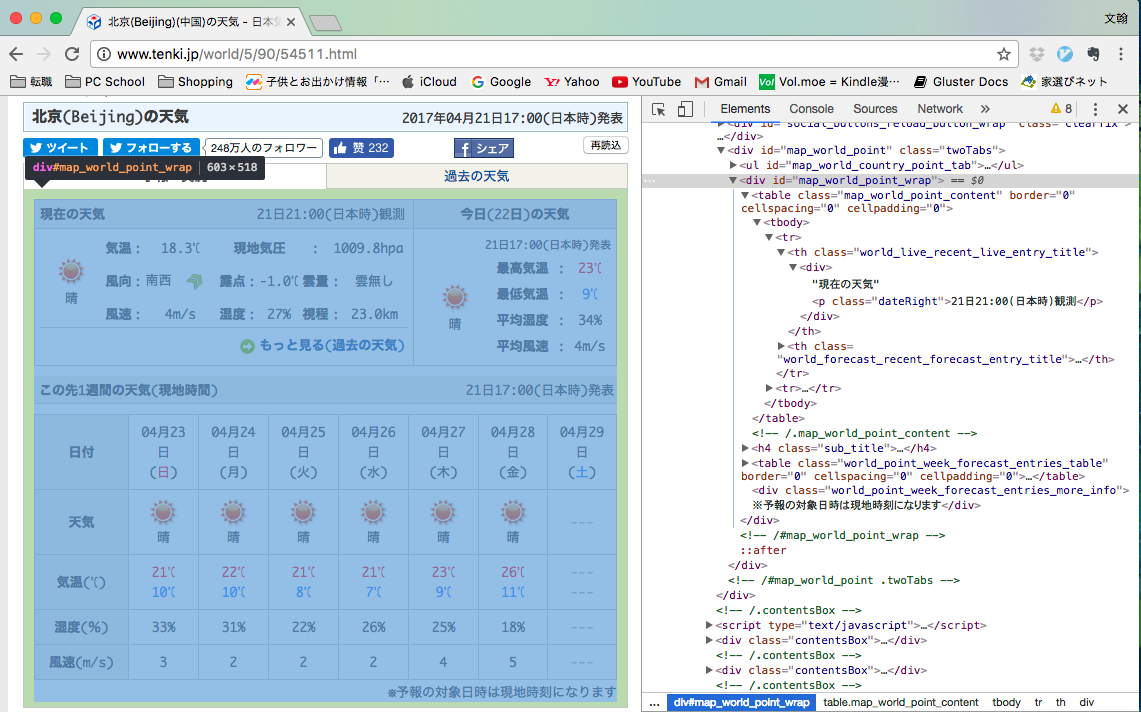 北京(Beijing)(中国)の天気 - 日本気
文翰
www.tenki.jp/world/5/90/54511.html
転職 PC School Shopping 子供とお出かけ情報「… iCloud Google Yahoo YouTube Gmail Vol.moe = Kindle漫… Gluster Docs 家選びネット
北京(Beijing)の天気 2017年04月21日17:00(日本時)発表
ツイート フォローする 248万人のフォロワー 赞 232 シェア 再読込
div#map_world_point_wrap 603×518
過去の天気
現在の天気 21日21:00(日本時)観測 今日(22日)の天気
21日17:00(日本時)発表
気温： 18.3℃ 現地気圧 ： 1009.8hpa
最高気温 ： 23℃
風向：南西 露点：-1.0℃ 雲量： 雲無し
最低気温 ： 9℃
晴 晴
風速： 4m/s 湿度： 27% 視程： 23.0km
平均湿度 ： 34%
もっと見る(過去の天気)
平均風速 ： 4m/s
この先1週間の天気(現地時間) 21日17:00(日本時)発表
日付
04月23日(日) 04月24日(月) 04月25日(火) 04月26日(水) 04月27日(木) 04月28日(金) 04月29日(土)
天気 晴 晴 晴 晴 晴 晴 ---
気温(℃)
21℃ 22℃ 21℃ 21℃ 23℃ 26℃ ---
10℃ 10℃ 8℃ 7℃ 9℃ 11℃ ---
湿度(%) 33% 31% 22% 26% 25% 18% ---
風速(m/s) 3 2 2 2 4 5 ---
※予報の対象日時は現地時刻になります
Elements Console Sources Network » 8
<div id="social_buttons_reload_button_wrap" class="clearfix">
…</div>
<div id="map_world_point" class="twoTabs">
<ul id="map_world_country_point_tab">…</ul>
<div id="map_world_point_wrap"> == $0
<table class="map_world_point_content" border="0"
cellspacing="0" cellpadding="0">
<tbody>
<tr>
<th class="world_live_recent_live_entry_title">
<div>
"現在の天気"
<p class="dateRight">21日21:00(日本時)観測</p>
</div>
</th>
<th class=
"world_forecast_recent_forecast_entry_title">…</th>
</tr>
<tr>…</tr>
</tbody>
</table>
<!-- /.map_world_point_content -->
<h4 class="sub_title">…</h4>
<table class="world_point_week_forecast_entries_table"
border="0" cellspacing="0" cellpadding="0">…</table>
<div class="world_point_week_forecast_entries_more_info">
※予報の対象日時は現地時刻になります</div>
</div>
<!-- /#map_world_point_wrap -->
::after
</div>
<!-- /#map_world_point .twoTabs -->
</div>
<!-- /.contentsBox -->
<script type="text/javascript">…</script>
<div class="contentsBox">…</div>
<!-- /.contentsBox -->
<div class="contentsBox">…</div>
<!-- /.contentsBox -->
... div#map_world_point_wrap table.map_world_point_content tbody tr th div